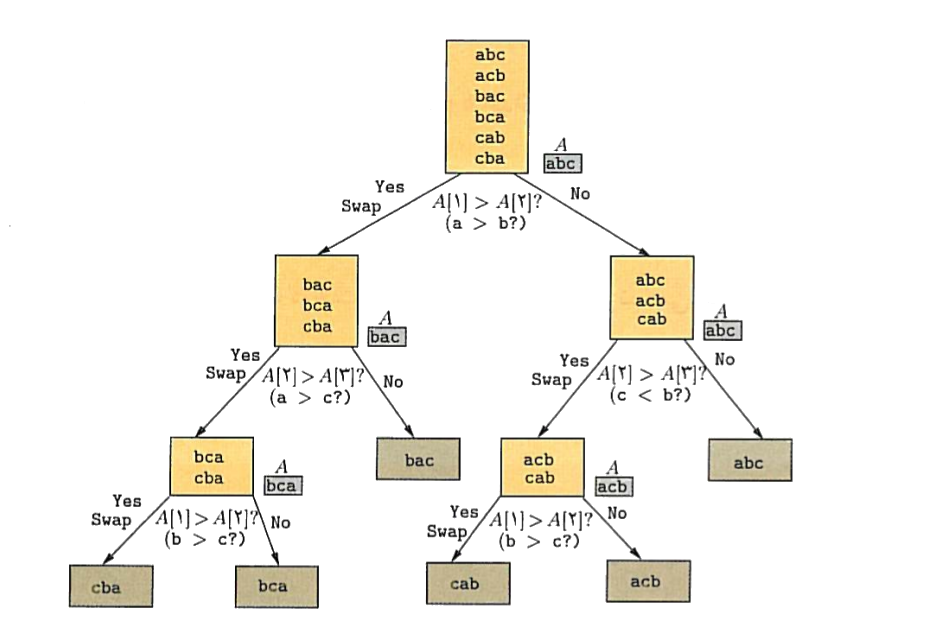 abc
acb
bac
bca
cab
cba
A
abc
Yes
Swap
A[۱] > A[۲]?
(a > b?)
No
bac
bca
cba
A
bac
abc
acb
cab
A
abc
Yes
Swap
A[۲] > A[۳]?
(a > c?)
No
Yes
Swap
A[۲] > A[۳]?
(c < b?)
No
bca
cba
A
bca
bac
acb
cab
A
acb
abc
Yes
Swap
A[۱] > A[۲]?
(b > c?)
No
Yes
Swap
A[۱] > A[۲]?
(b > c?)
No
cba
bca
cab
acb